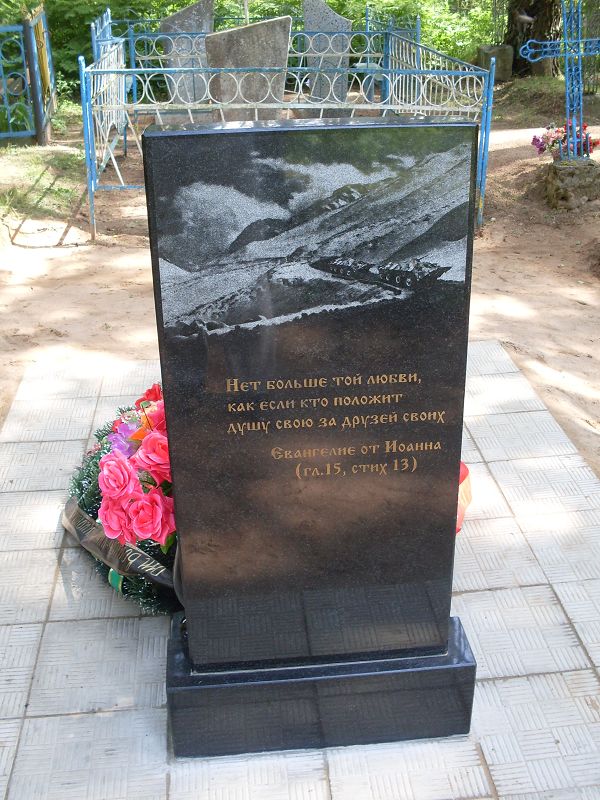 Нет больше той любви,
как если кто положит
душу свою за друзей своих
Евангелие от Иоанна
(гл.15, стих 13)